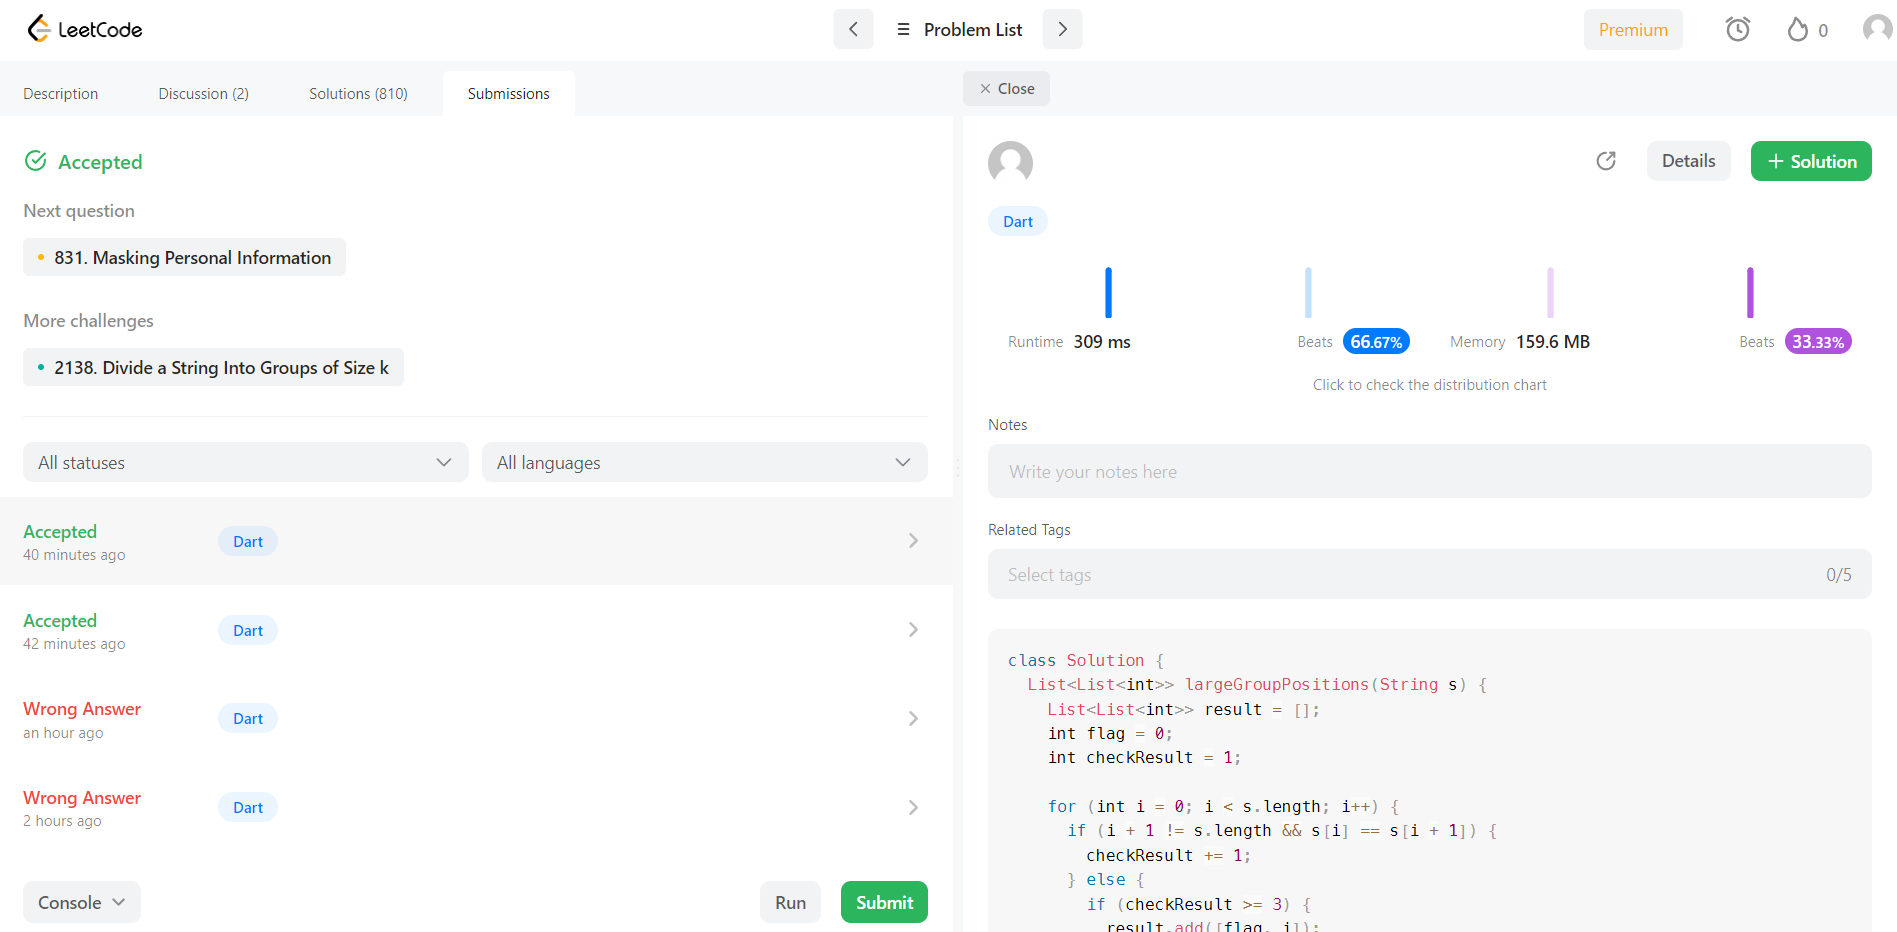 LeetCode
Problem List
Premium
0
Description
Discussion (2)
Solutions (810)
Submissions
Accepted
Next question
831. Masking Personal Information
More challenges
2138. Divide a String Into Groups of Size k
All statuses
All languages
Accepted
40 minutes ago
Dart
Accepted
42 minutes ago
Dart
Wrong Answer
an hour ago
Dart
Wrong Answer
2 hours ago
Dart
Console
Run
Submit
Close
Details
+ Solution
Dart
Runtime 309 ms
Beats 66.67%
Memory 159.6 MB
Beats 33.33%
Click to check the distribution chart
Notes
Write your notes here
Related Tags
Select tags
0/5
class Solution {
List<List<int>> largeGroupPositions(String s) {
List<List<int>> result = [];
int flag = 0;
int checkResult = 1;
for (int i = 0; i < s.length; i++) {
if (i + 1 != s.length && s[i] == s[i + 1]) {
checkResult += 1;
} else {
if (checkResult >= 3) {
result.add([flag, i]);